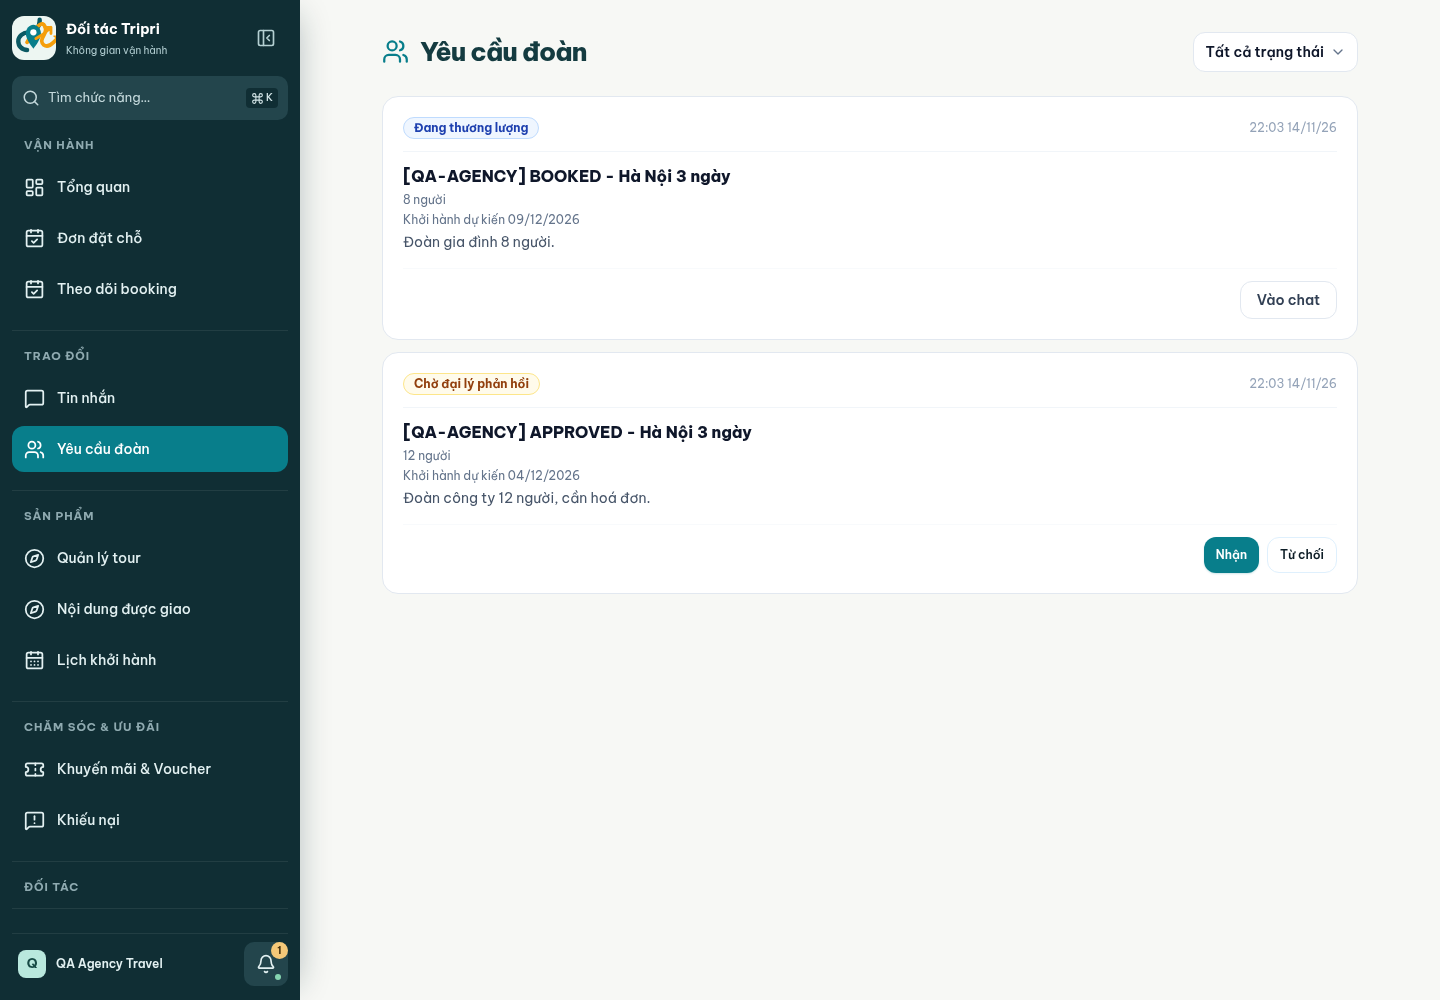 Đối tác Tripri
Không gian vận hành
Tìm chức năng...
⌘K
VẬN HÀNH
Tổng quan
Đơn đặt chỗ
Theo dõi booking
TRAO ĐỔI
Tin nhắn
Yêu cầu đoàn
SẢN PHẨM
Quản lý tour
Nội dung được giao
Lịch khởi hành
CHĂM SÓC & ƯU ĐÃI
Khuyến mãi & Voucher
Khiếu nại
ĐỐI TÁC
Q
QA Agency Travel
1
Yêu cầu đoàn
Tất cả trạng thái
Đang thương lượng
22:03 14/11/26
[QA-AGENCY] BOOKED - Hà Nội 3 ngày
8 người
Khởi hành dự kiến 09/12/2026
Đoàn gia đình 8 người.
Vào chat
Chờ đại lý phản hồi
22:03 14/11/26
[QA-AGENCY] APPROVED - Hà Nội 3 ngày
12 người
Khởi hành dự kiến 04/12/2026
Đoàn công ty 12 người, cần hoá đơn.
Nhận
Từ chối